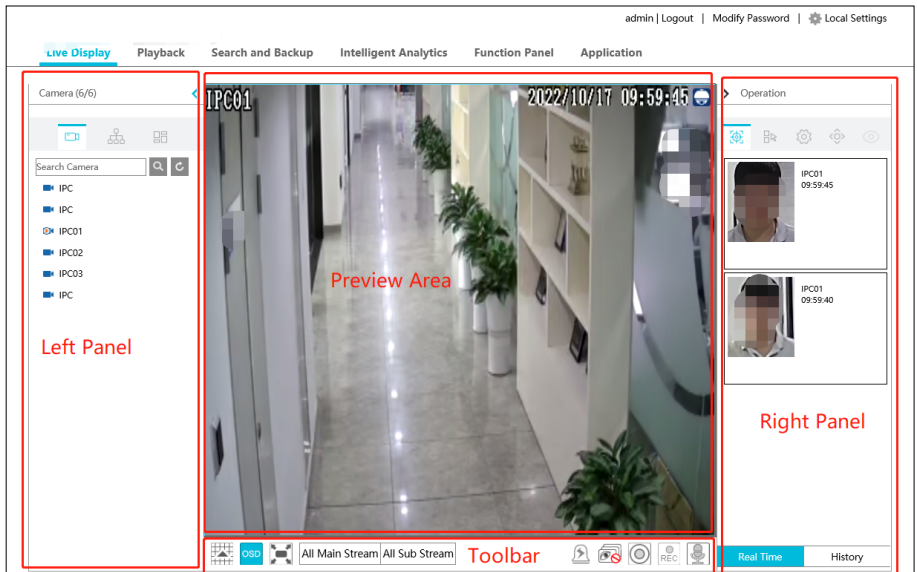 admin | Logout | Modify Password | Local Settings
Live Display Playback Search and Backup Intelligent Analytics Function Panel Application
Camera (6/6)
Search Camera
IPC
IPC
IPC01
IPC02
IPC03
IPC
Left Panel
IPC01 2022/10/17 09:59:45
Preview Area
OSD All Main Stream All Sub Stream Toolbar REC
Operation
IPC01
09:59:45
IPC01
09:59:40
Right Panel
Real Time History